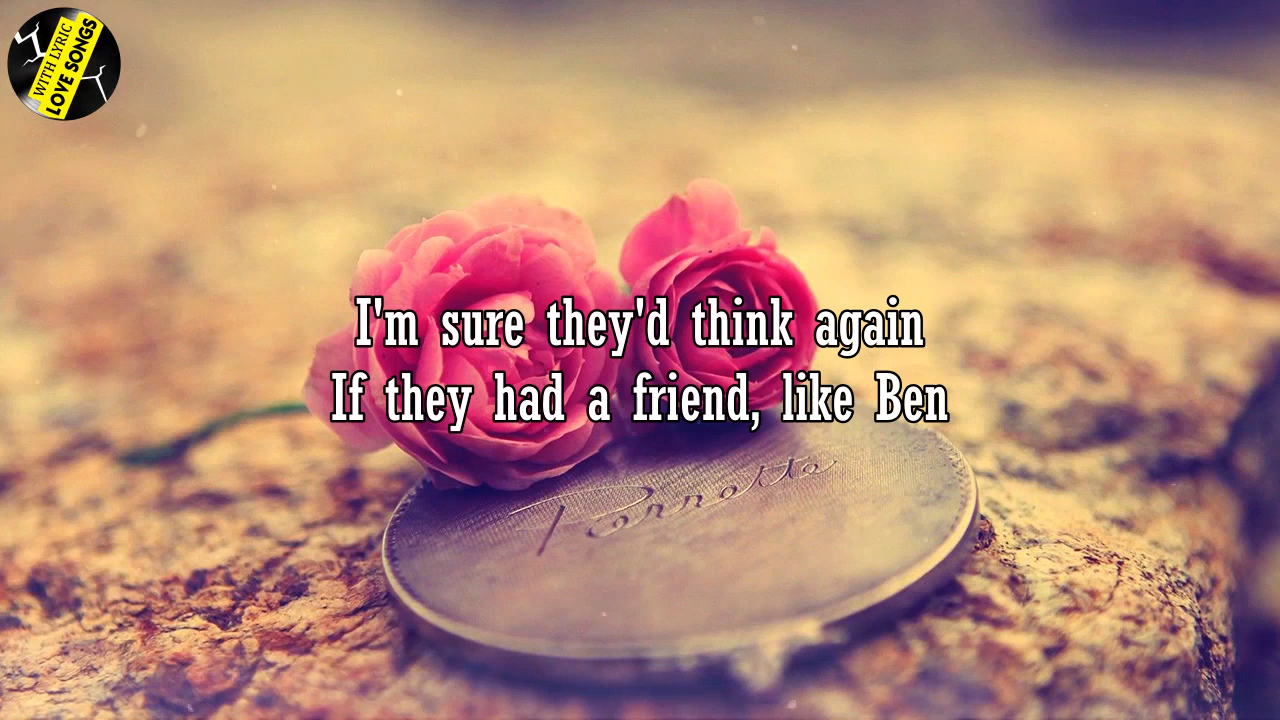 WITH LYRIC
LOVE SONGS
I'm sure they'd think again
If they had a friend, like Ben